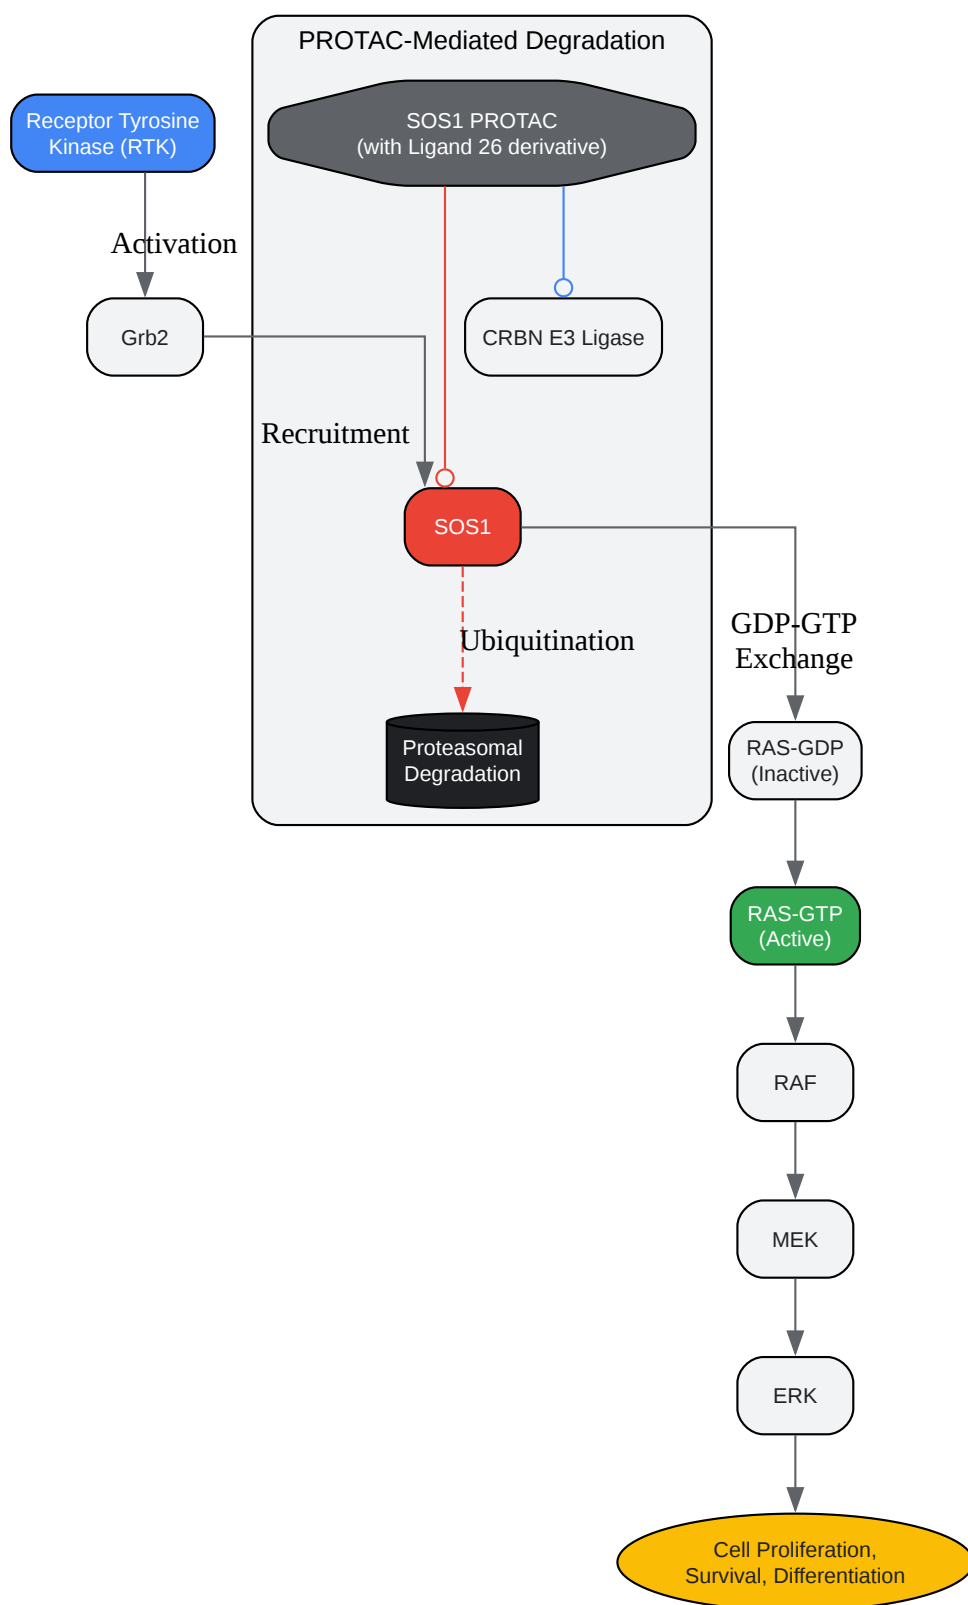 PROTAC-Mediated Degradation
SOS1 PROTAC
(with Ligand 26 derivative)
Receptor Tyrosine
Kinase (RTK)
Activation
Grb2
CRBN E3 Ligase
Recruitment
SOS1
GDP-GTP
Exchange
Ubiquitination
Proteasomal
Degradation
RAS-GDP
(Inactive)
RAS-GTP
(Active)
RAF
MEK
ERK
Cell Proliferation,
Survival, Differentiation